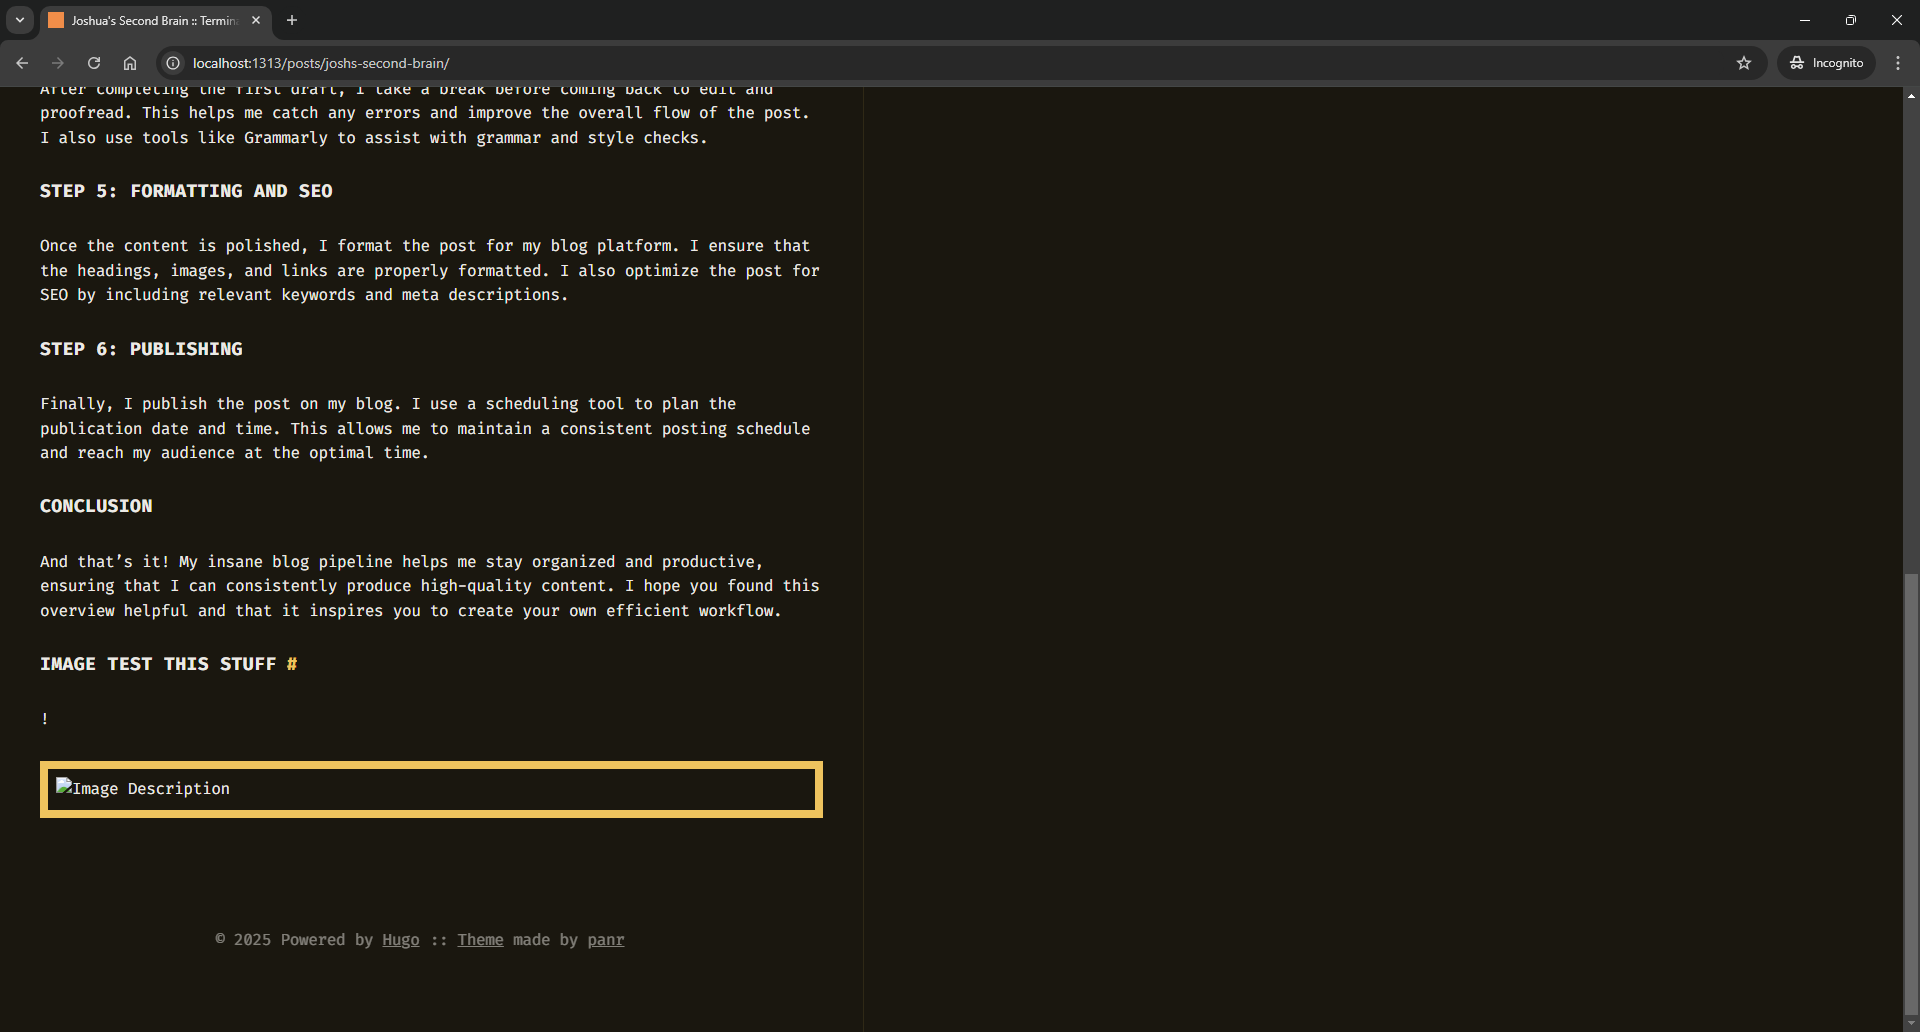 Joshua's Second Brain :: Termina
localhost:1313/posts/joshs-second-brain/
Incognito
After completing the first draft, I take a break before coming back to edit and
proofread. This helps me catch any errors and improve the overall flow of the post.
I also use tools like Grammarly to assist with grammar and style checks.
STEP 5: FORMATTING AND SEO
Once the content is polished, I format the post for my blog platform. I ensure that
the headings, images, and links are properly formatted. I also optimize the post for
SEO by including relevant keywords and meta descriptions.
STEP 6: PUBLISHING
Finally, I publish the post on my blog. I use a scheduling tool to plan the
publication date and time. This allows me to maintain a consistent posting schedule
and reach my audience at the optimal time.
CONCLUSION
And that’s it! My insane blog pipeline helps me stay organized and productive,
ensuring that I can consistently produce high-quality content. I hope you found this
overview helpful and that it inspires you to create your own efficient workflow.
IMAGE TEST THIS STUFF #
!
Image Description
© 2025 Powered by Hugo :: Theme made by panr